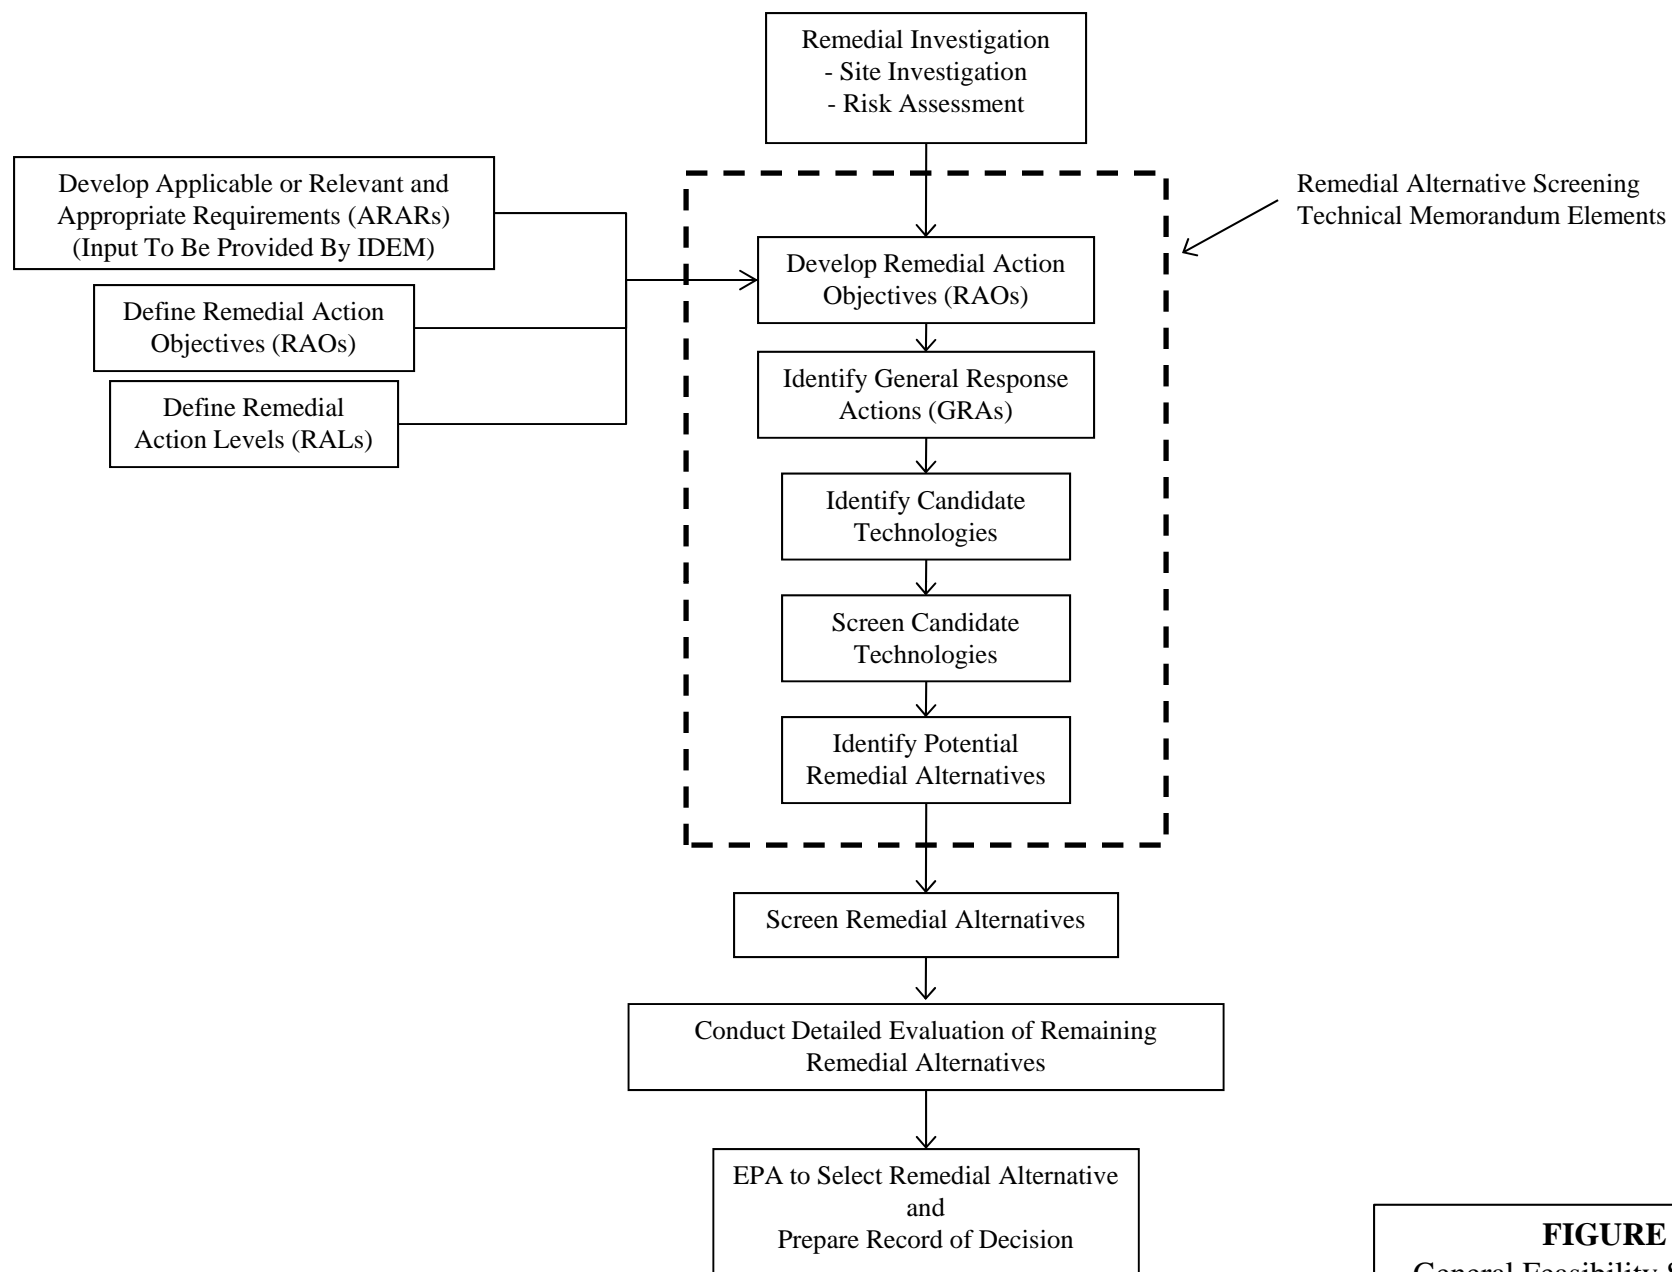 Remedial Investigation
- Site Investigation
- Risk Assessment
Develop Applicable or Relevant and
Appropriate Requirements (ARARs)
(Input To Be Provided By IDEM)
Remedial Alternative Screening
Technical Memorandum Elements
Develop Remedial Action
Objectives (RAOs)
Define Remedial Action
Objectives (RAOs)
Define Remedial
Action Levels (RALs)
Identify General Response
Actions (GRAs)
Identify Candidate
Technologies
Screen Candidate
Technologies
Identify Potential
Remedial Alternatives
Screen Remedial Alternatives
Conduct Detailed Evaluation of Remaining
Remedial Alternatives
EPA to Select Remedial Alternative
and
Prepare Record of Decision
FIGURE
General Feasibility